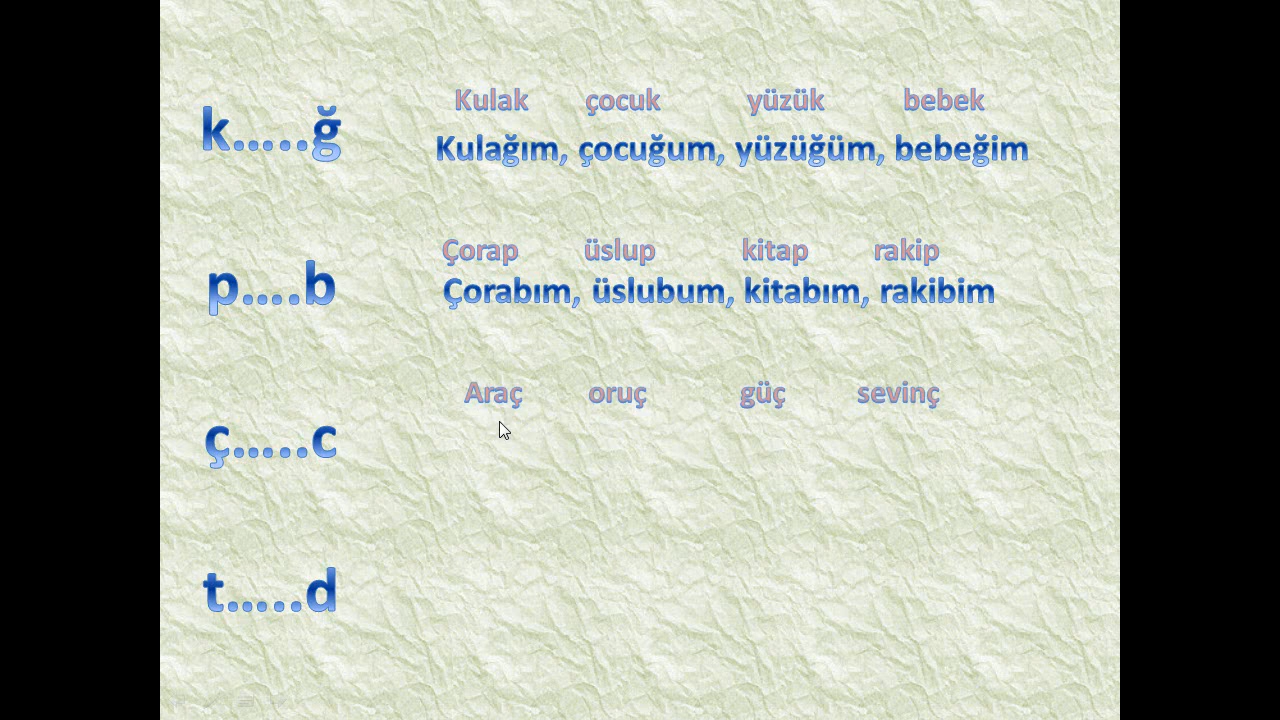 k.....ğ
Kulak çocuk yüzük bebek
Kulağım, çocuğum, yüzüğüm, bebeğim
p....b
Çorap üslup kitap rakip
Çorabım, üslubum, kitabım, rakibim
ç.....c
Araç oruç güç sevinç
t.....d